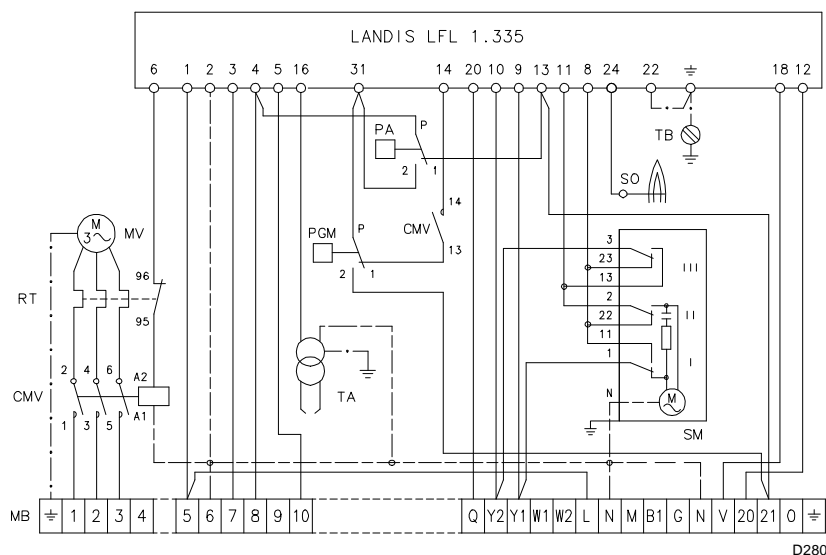 LANDIS LFL 1.335
6 1 2 3 4 5 16 31 14 20 10 9 13 11 8 24 22 18 12
PA
P
2 1
TB
SO
14
CMV
13
P
PGM
2 1
3
23
13
III
2
22
II
11
1
I
N
M
SM
M
3
MV
96
RT
95
2 4 6 A2
CMV
1 3 5 A1
TA
MB 1 2 3 4 5 6 7 8 9 10 Q Y2 Y1 W1 W2 L N M B1 G N V 20 21 O
D280